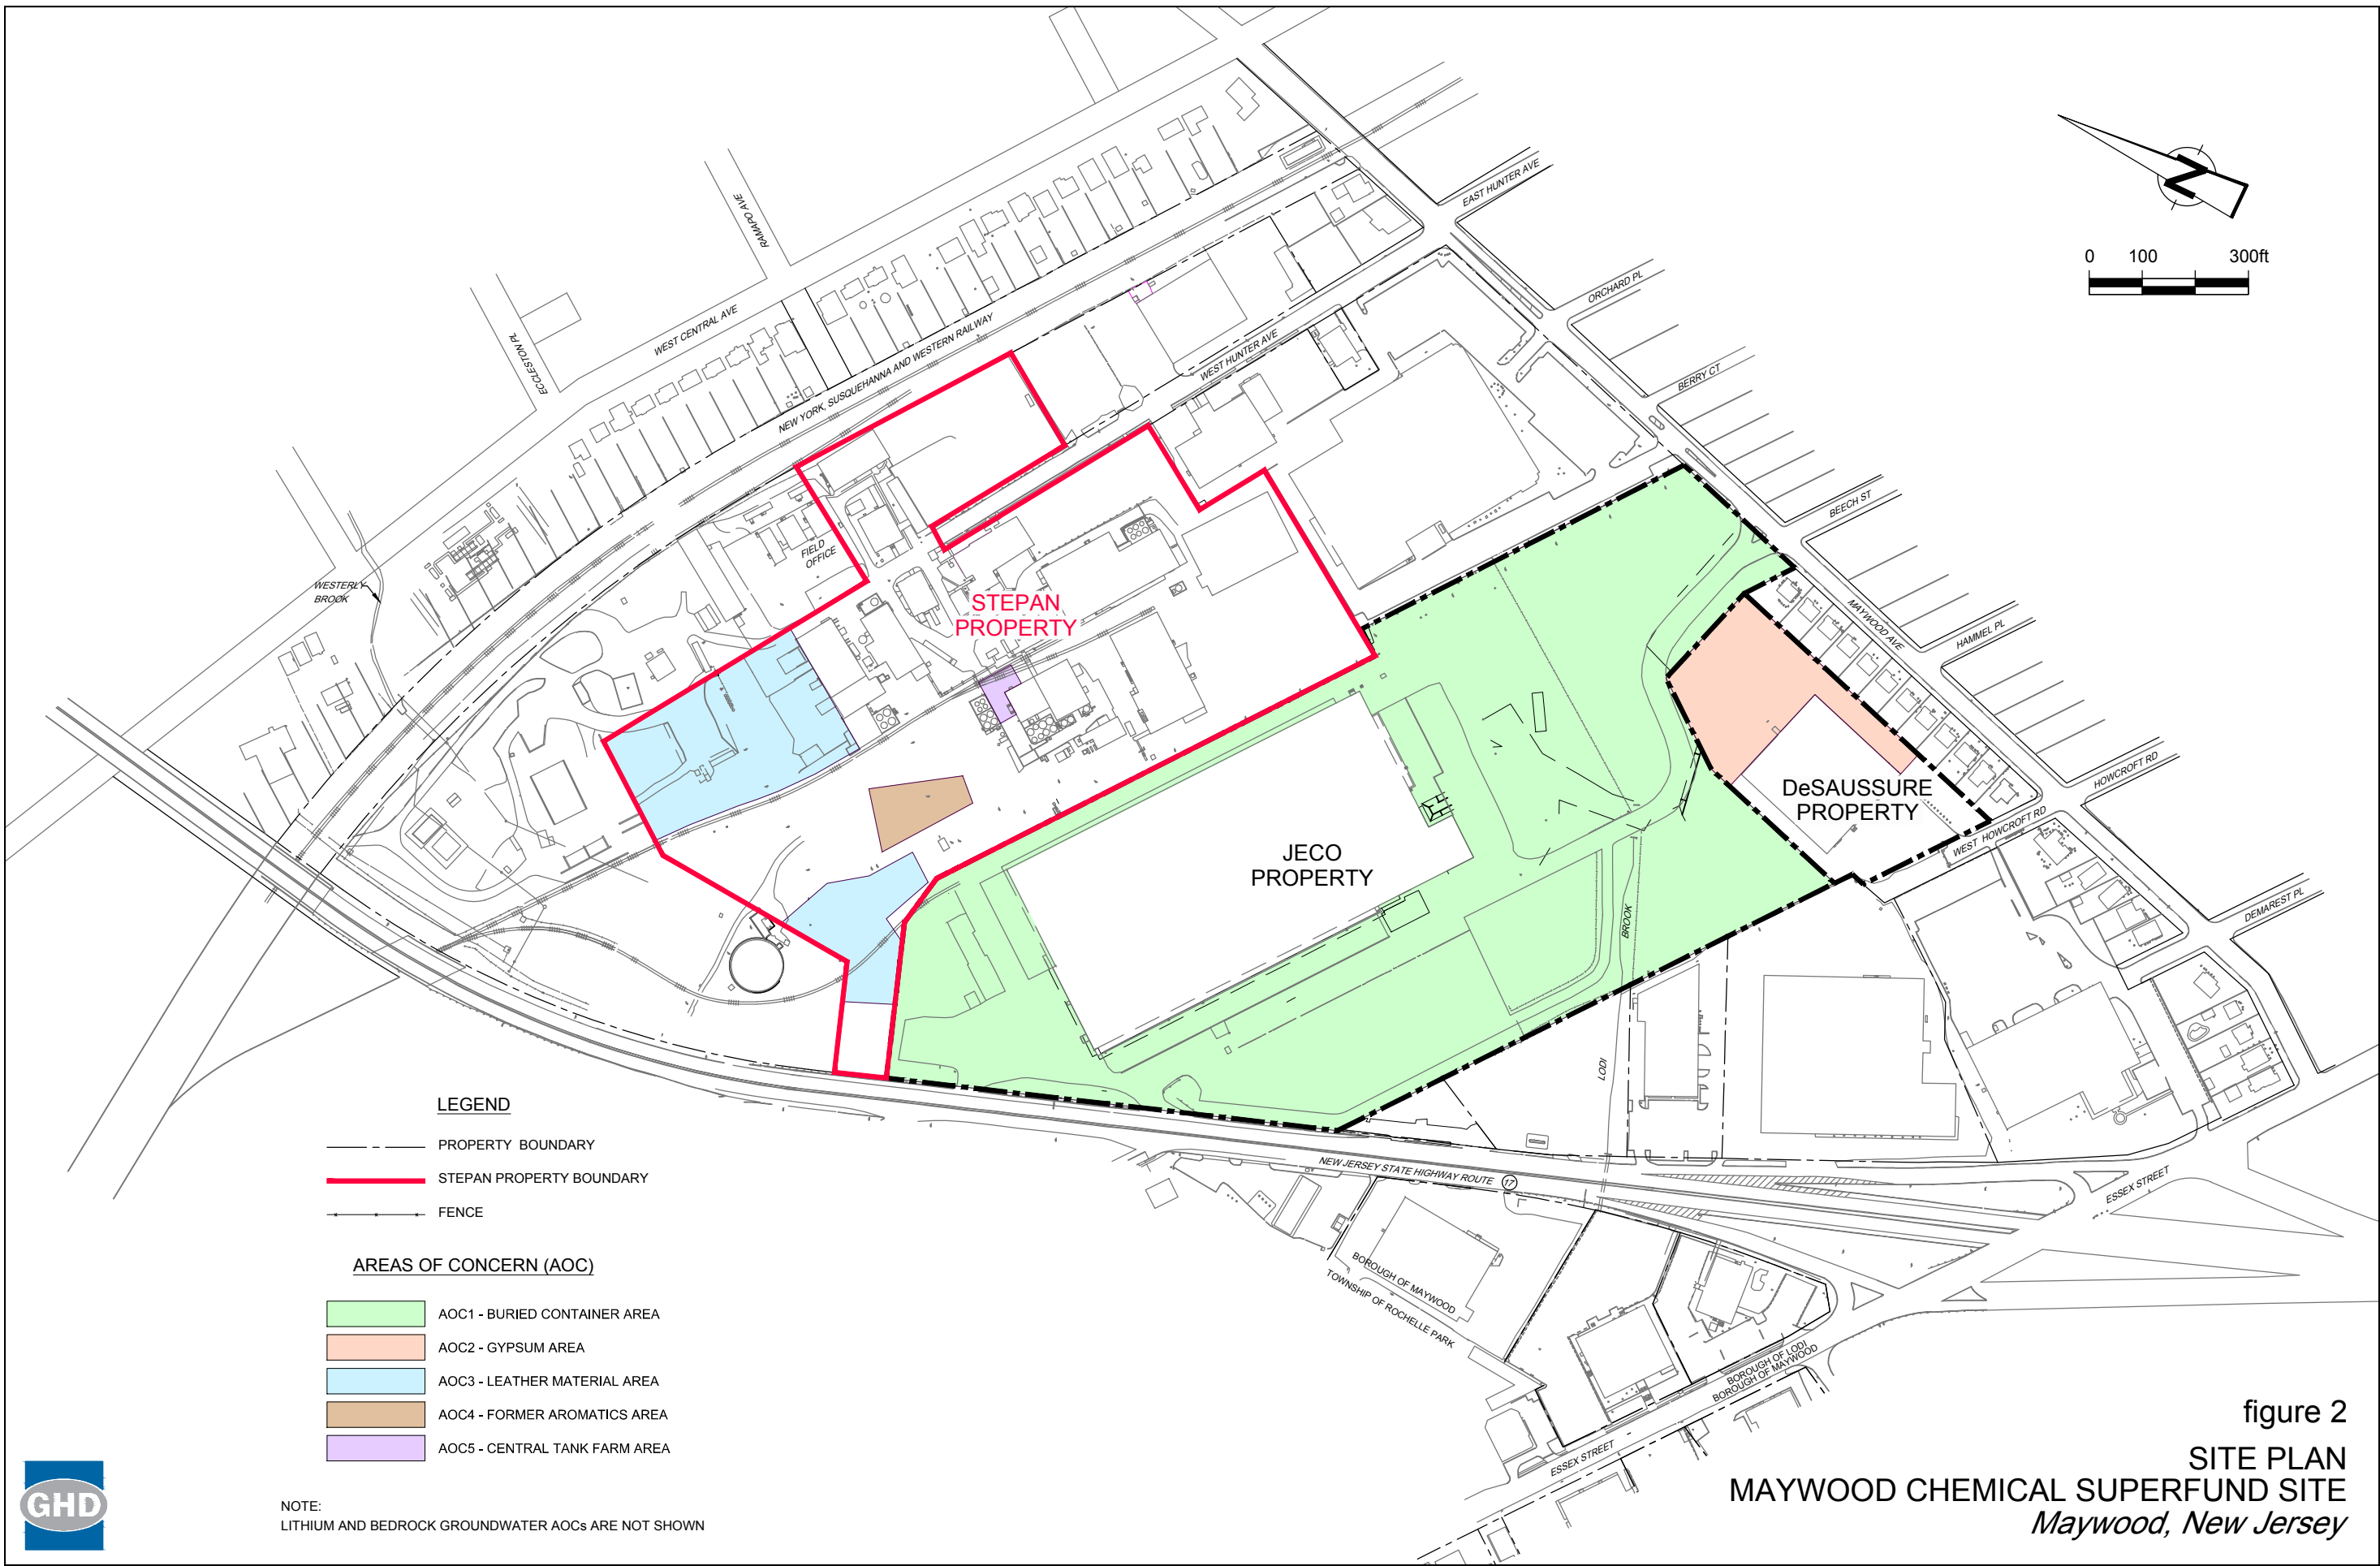 EAST HUNTER AVE
RAMAPO AVE
0 100 300ft
ORCHARD PL
WEST CENTRAL AVE
ECCLESTON PL
NEW YORK, SUSQUEHANNA AND WESTERN RAILWAY
WEST HUNTER AVE
BERRY CT
BEECH ST
FIELD
OFFICE
WESTERLY
BROOK
STEPAN
PROPERTY
MAYWOOD AVE
HAMMEL PL
HOWCROFT RD
DeSAUSSURE
PROPERTY
WEST HOWCROFT RD
JECO
PROPERTY
DEMAREST PL
BROOK
LODI
LEGEND
PROPERTY BOUNDARY
STEPAN PROPERTY BOUNDARY
FENCE
NEW JERSEY STATE HIGHWAY ROUTE 17
ESSEX STREET
BOROUGH OF MAYWOOD
TOWNSHIP OF ROCHELLE PARK
AREAS OF CONCERN (AOC)
AOC1 - BURIED CONTAINER AREA
AOC2 - GYPSUM AREA
AOC3 - LEATHER MATERIAL AREA
AOC4 - FORMER AROMATICS AREA
AOC5 - CENTRAL TANK FARM AREA
BOROUGH OF LODI
BOROUGH OF MAYWOOD
ESSEX STREET
NOTE:
LITHIUM AND BEDROCK GROUNDWATER AOCs ARE NOT SHOWN
GHD
figure 2
SITE PLAN
MAYWOOD CHEMICAL SUPERFUND SITE
Maywood, New Jersey
N